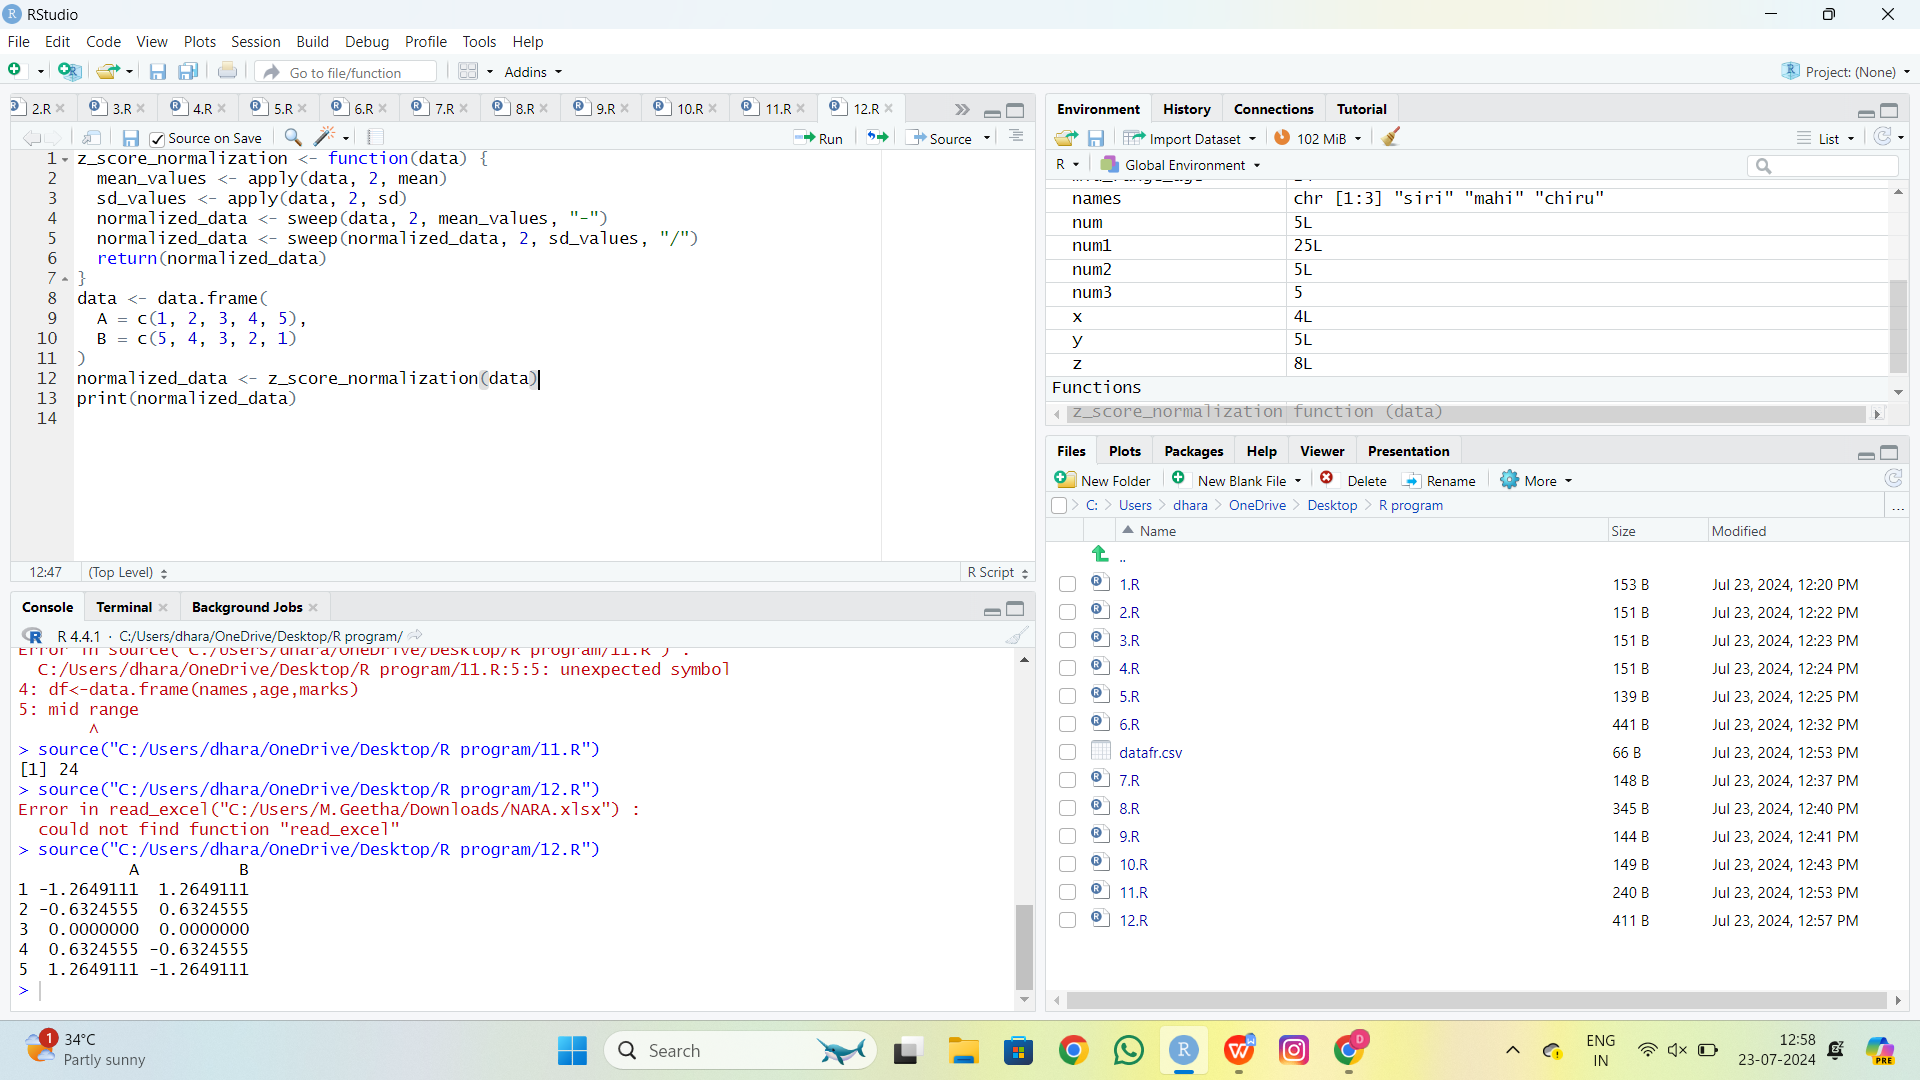 RStudio
File Edit Code View Plots Session Build Debug Profile Tools Help
Go to file/function Addins Project: (None)
2.R 3.R 4.R 5.R 6.R 7.R 8.R 9.R 10.R 11.R 12.R
Source on Save Run Source
1 z_score_normalization <- function(data) {
2 mean_values <- apply(data, 2, mean)
3 sd_values <- apply(data, 2, sd)
4 normalized_data <- sweep(data, 2, mean_values, "-")
5 normalized_data <- sweep(normalized_data, 2, sd_values, "/")
6 return(normalized_data)
7 }
8 data <- data.frame(
9 A = c(1, 2, 3, 4, 5),
10 B = c(5, 4, 3, 2, 1)
11 )
12 normalized_data <- z_score_normalization(data)
13 print(normalized_data)
14
12:47 (Top Level) R Script
Console Terminal Background Jobs
R 4.4.1 · C:/Users/dhara/OneDrive/Desktop/R program/
Error in source("C:/Users/dhara/OneDrive/Desktop/R program/11.R") :
C:/Users/dhara/OneDrive/Desktop/R program/11.R:5:5: unexpected symbol
4: df<-data.frame(names,age,marks)
5: mid range
^
> source("C:/Users/dhara/OneDrive/Desktop/R program/11.R")
[1] 24
> source("C:/Users/dhara/OneDrive/Desktop/R program/12.R")
Error in read_excel("C:/Users/M.Geetha/Downloads/NARA.xlsx") :
could not find function "read_excel"
> source("C:/Users/dhara/OneDrive/Desktop/R program/12.R")
A B
1 -1.2649111 1.2649111
2 -0.6324555 0.6324555
3 0.0000000 0.0000000
4 0.6324555 -0.6324555
5 1.2649111 -1.2649111
>
Environment History Connections Tutorial
Import Dataset 102 MiB List
R Global Environment
names chr [1:3] "siri" "mahi" "chiru"
num 5L
num1 25L
num2 5L
num3 5
x 4L
y 5L
z 8L
Functions
z_score_normalization function (data)
Files Plots Packages Help Viewer Presentation
New Folder New Blank File Delete Rename More
C: Users dhara OneDrive Desktop R program ...
Name Size Modified
..
1.R 153 B Jul 23, 2024, 12:20 PM
2.R 151 B Jul 23, 2024, 12:22 PM
3.R 151 B Jul 23, 2024, 12:23 PM
4.R 151 B Jul 23, 2024, 12:24 PM
5.R 139 B Jul 23, 2024, 12:25 PM
6.R 441 B Jul 23, 2024, 12:32 PM
datafr.csv 66 B Jul 23, 2024, 12:53 PM
7.R 148 B Jul 23, 2024, 12:37 PM
8.R 345 B Jul 23, 2024, 12:40 PM
9.R 144 B Jul 23, 2024, 12:41 PM
10.R 149 B Jul 23, 2024, 12:43 PM
11.R 240 B Jul 23, 2024, 12:53 PM
12.R 411 B Jul 23, 2024, 12:57 PM
1 34°C
Partly sunny
Search
ENG
IN
12:58
23-07-2024
PRE